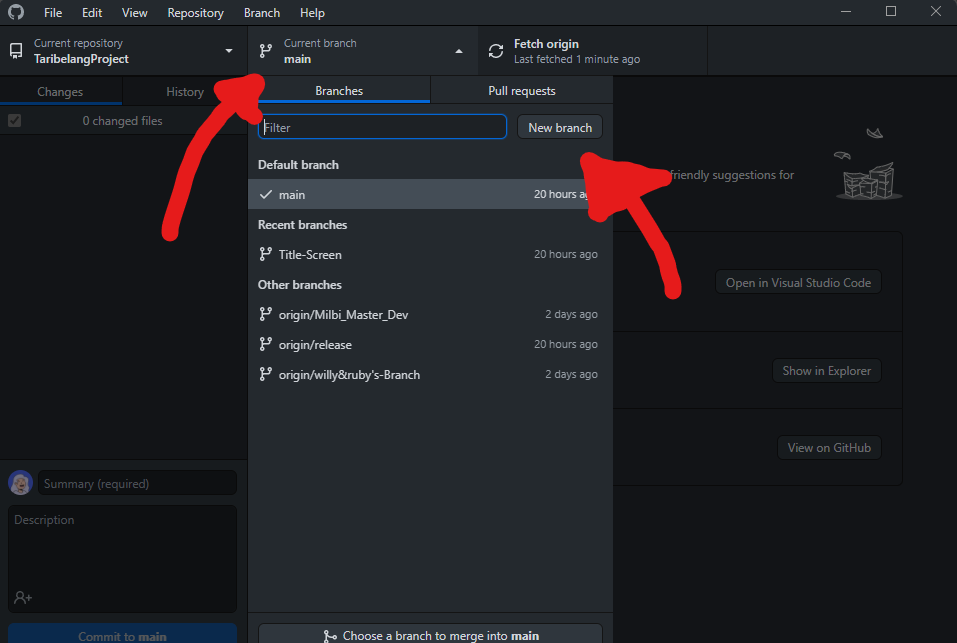 File Edit View Repository Branch Help
Current repository
TaribelangProject
Current branch
main
Fetch origin
Last fetched 1 minute ago
Changes
History
Branches
Pull requests
0 changed files
Filter
New branch
Default branch
main 20 hours
friendly suggestions for
Recent branches
Title-Screen 20 hours ago
Other branches
origin/Milbi_Master_Dev 2 days ago
origin/release 20 hours ago
origin/willy&ruby's-Branch 2 days ago
Open in Visual Studio Code
Show in Explorer
View on GitHub
Summary (required)
Description
Commit to main
Choose a branch to merge into main